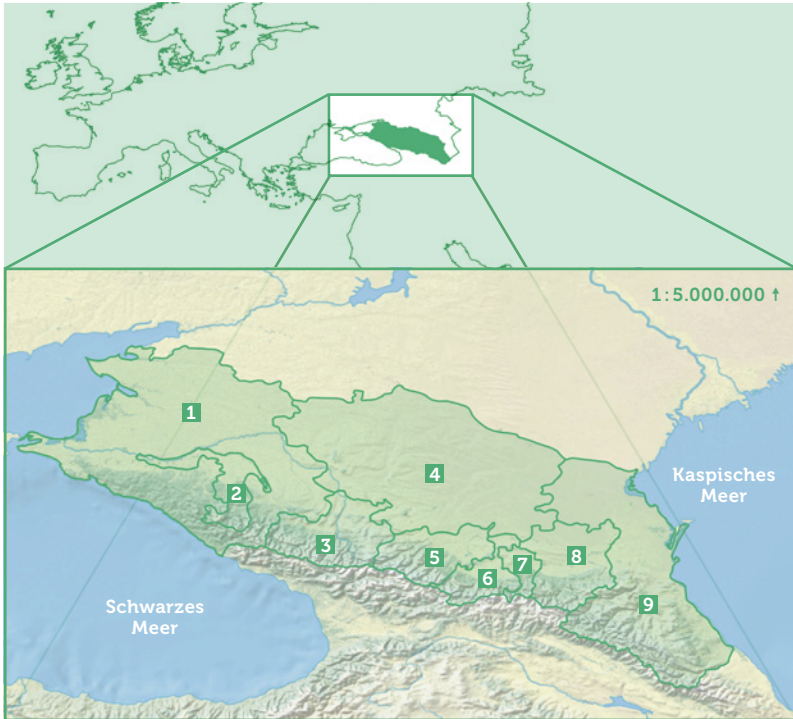 1:5.000.000 ↑
1
Kaspisches
Meer
4
2
3
5
7
8
6
9
Schwarzes
Meer